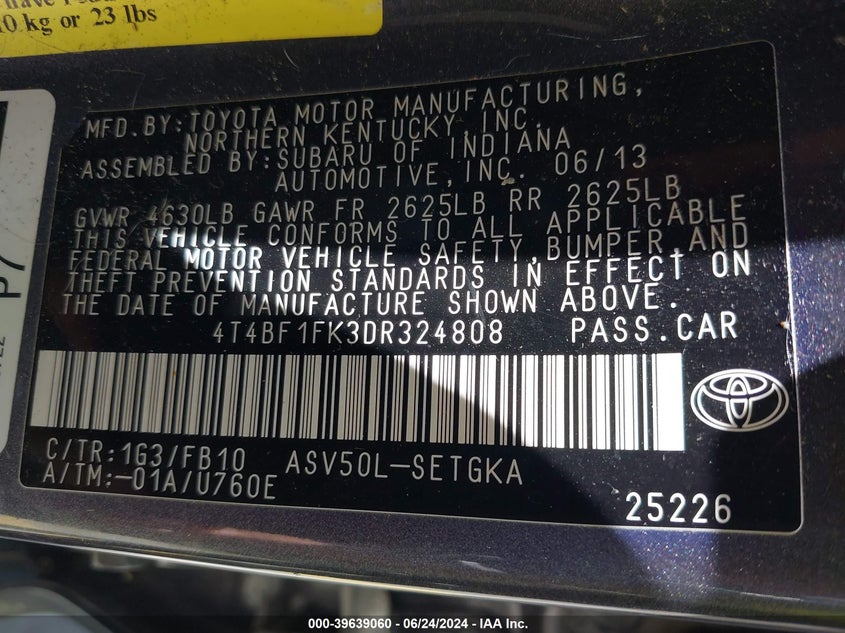 10 kg or 23 lbs
MFD.BY:TOYOTA MOTOR MANUFACTURING,
NORTHERN KENTUCKY,INC.
ASSEMBLED BY:SUBARU OF INDIANA
AUTOMOTIVE,INC. 06/13
GVWR 4630LB GAWR FR 2625LB RR 2625LB
THIS VEHICLE CONFORMS TO ALL APPLICABLE
FEDERAL MOTOR VEHICLE SAFETY,BUMPER,AND
THEFT PREVENTION STANDARDS IN EFFECT ON
THE DATE OF MANUFACTURE SHOWN ABOVE.
4T4BF1FK3DR324808 PASS.CAR
C/TR:1G3/FB10 ASV50L-SETGKA
A/TM:-01A/U760E
25226
000-39639060 - 06/24/2024 - IAA Inc.